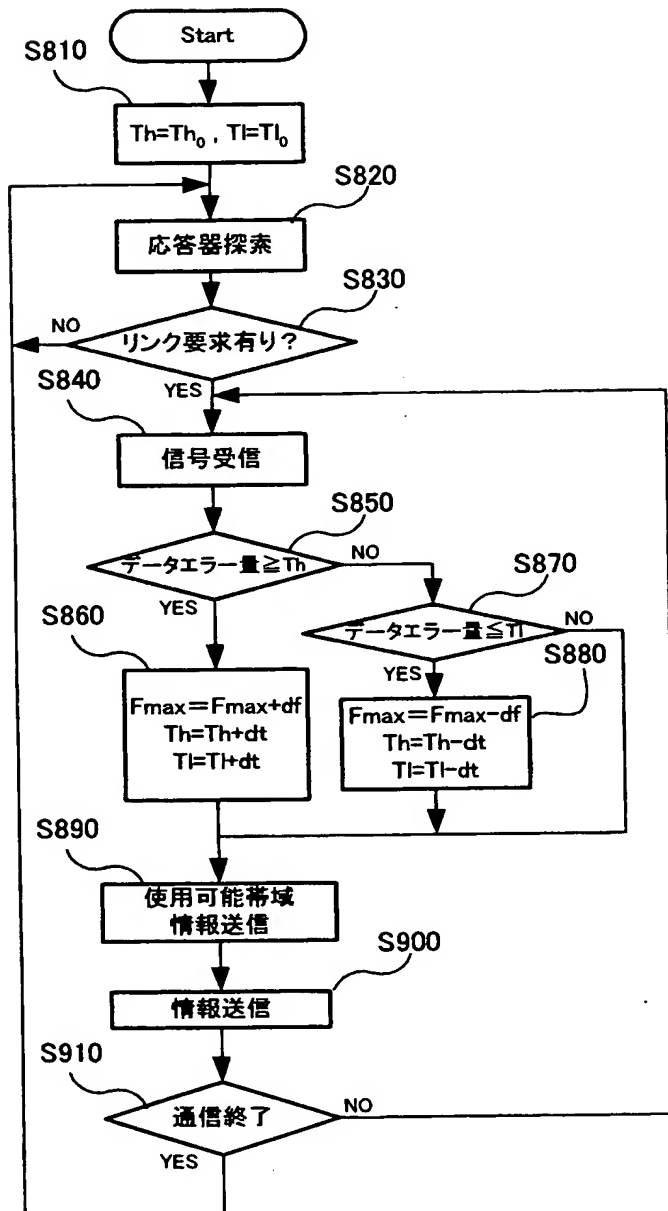 Start
S810
Th=Th₀ , Tl=Tl₀
S820
応答器探索
S830
リンク要求有り?
NO
YES
S840
信号受信
S850
データエラー量≧Th
NO
YES
S870
データエラー量≦Tl
NO
YES
S860
Fmax=Fmax+df
Th=Th+dt
Tl=Tl+dt
S880
Fmax=Fmax-df
Th=Th-dt
Tl=Tl-dt
S890
使用可能帯域
情報送信
S900
情報送信
S910
通信終了
NO
YES